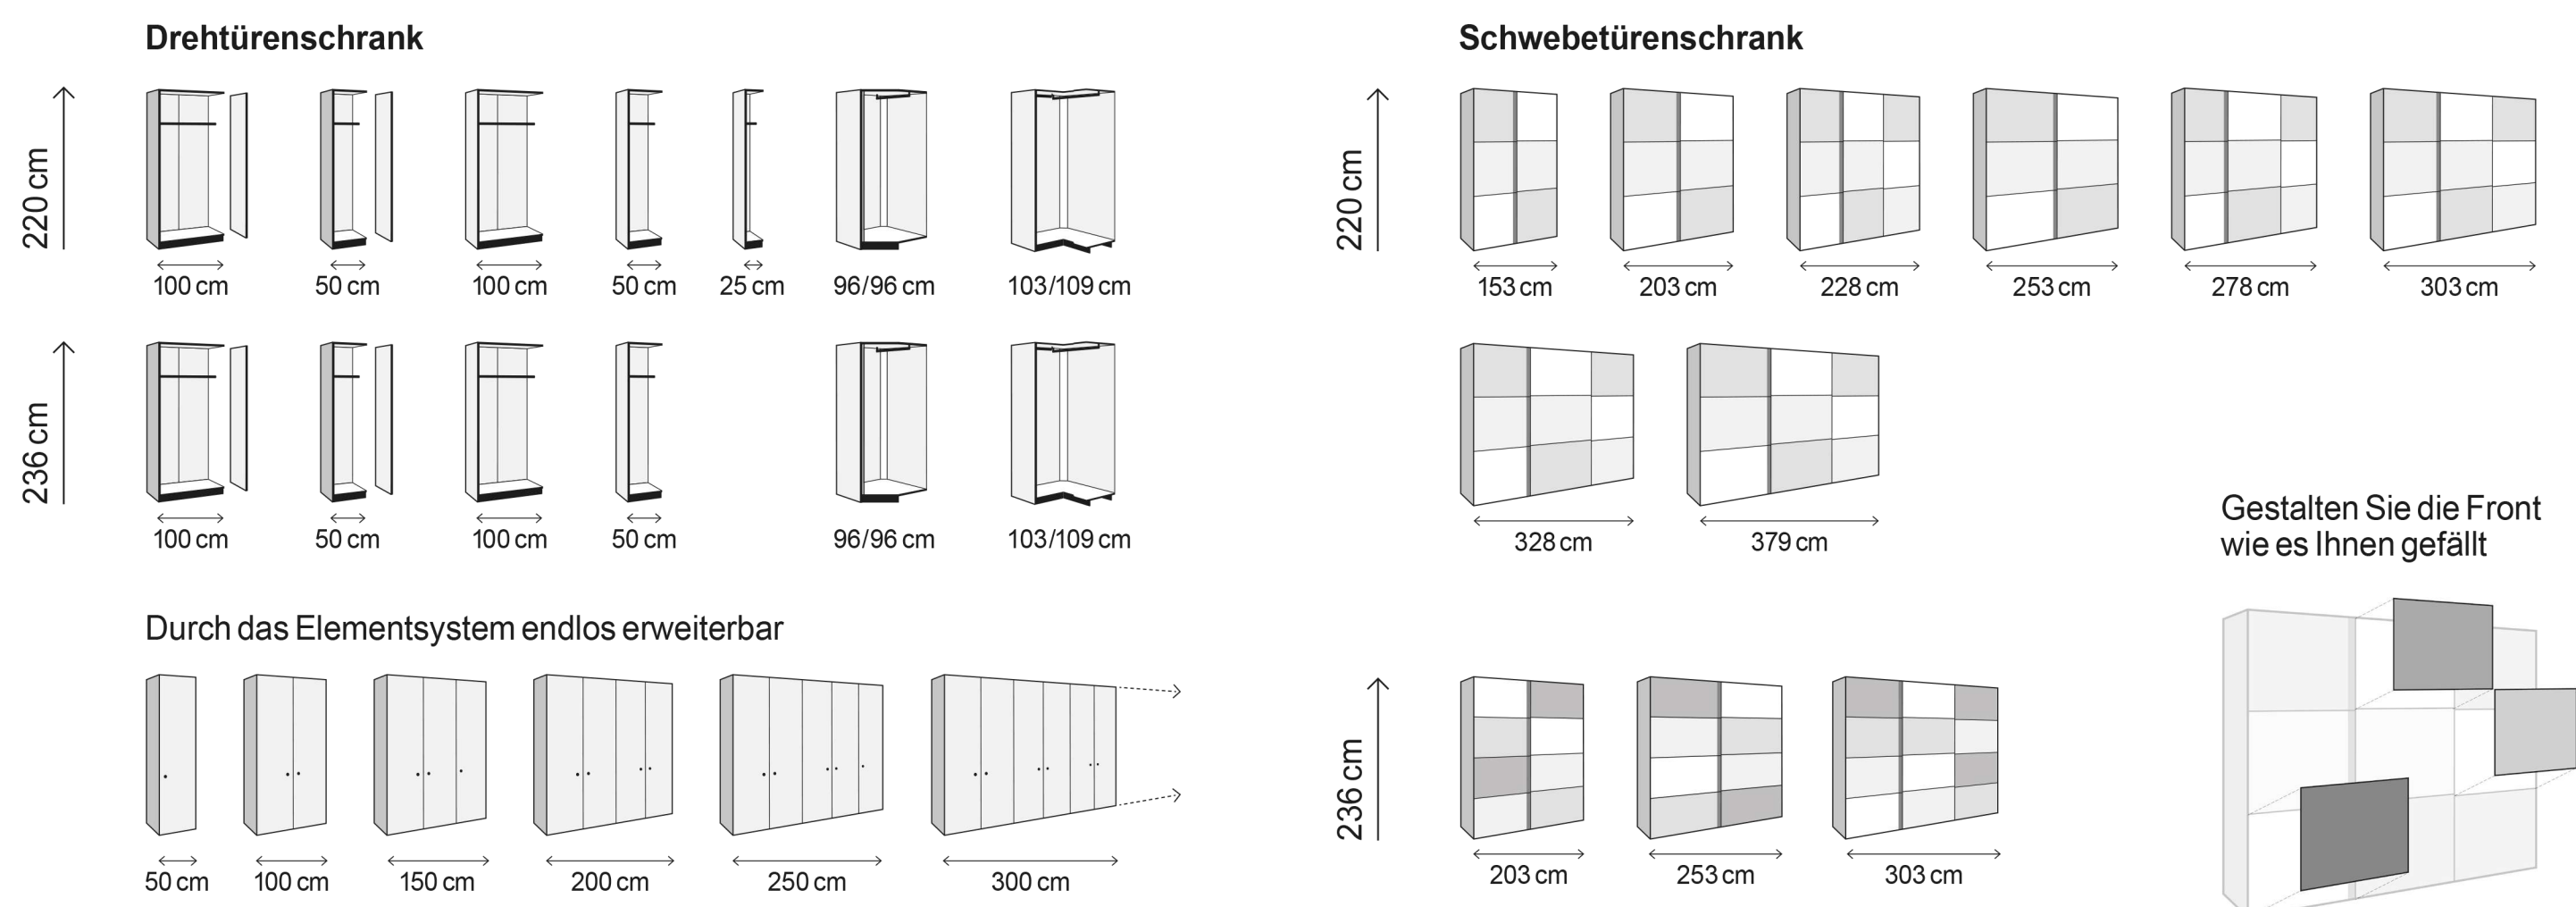 Drehtürenschrank
220 cm
100 cm
50 cm
100 cm
50 cm
25 cm
96/96 cm
103/109 cm
236 cm
100 cm
50 cm
100 cm
50 cm
96/96 cm
103/109 cm
Durch das Elementsystem endlos erweiterbar
50 cm
100 cm
150 cm
200 cm
250 cm
300 cm
Schwebetürenschrank
220 cm
153 cm
203 cm
228 cm
253 cm
278 cm
303 cm
328 cm
379 cm
236 cm
203 cm
253 cm
303 cm
Gestalten Sie die Front
wie es Ihnen gefällt